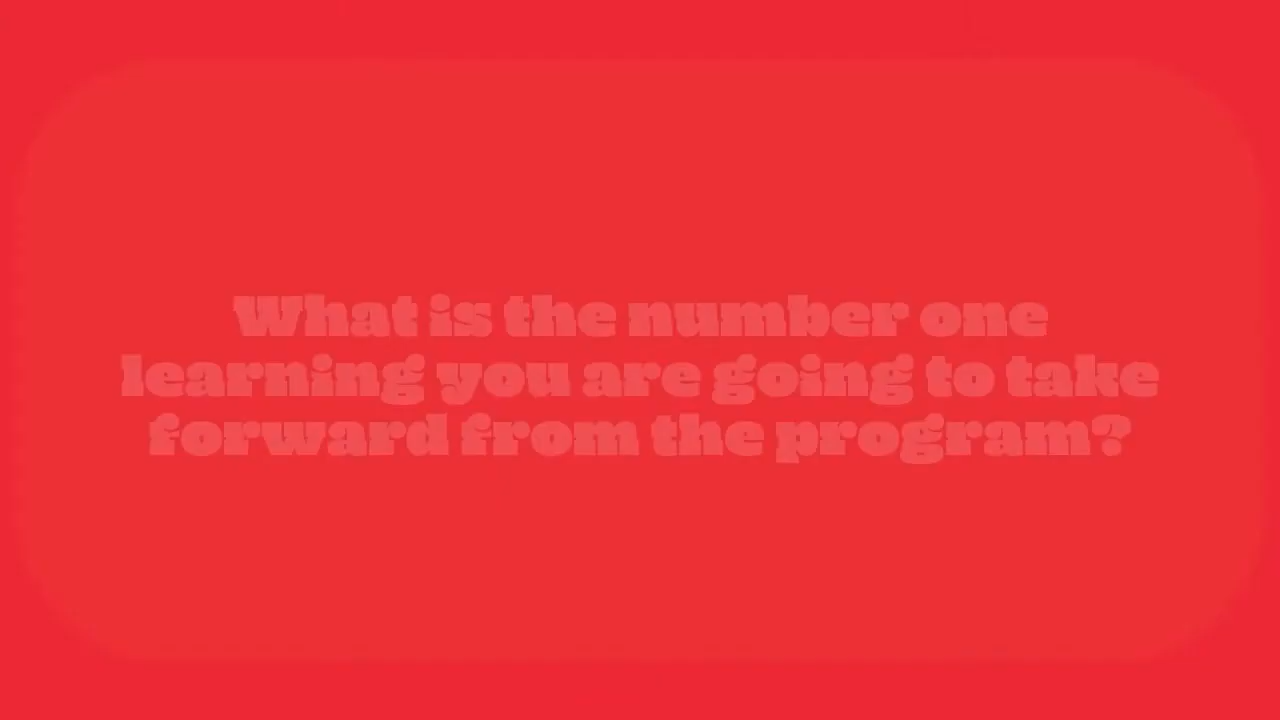 What is the number one
learning you are going to take
forward from the program?